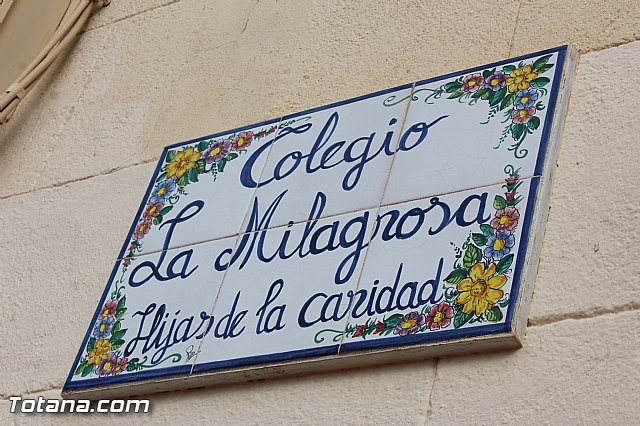 Colegio
La Milagrosa
Hijas de la caridad
Totana.com